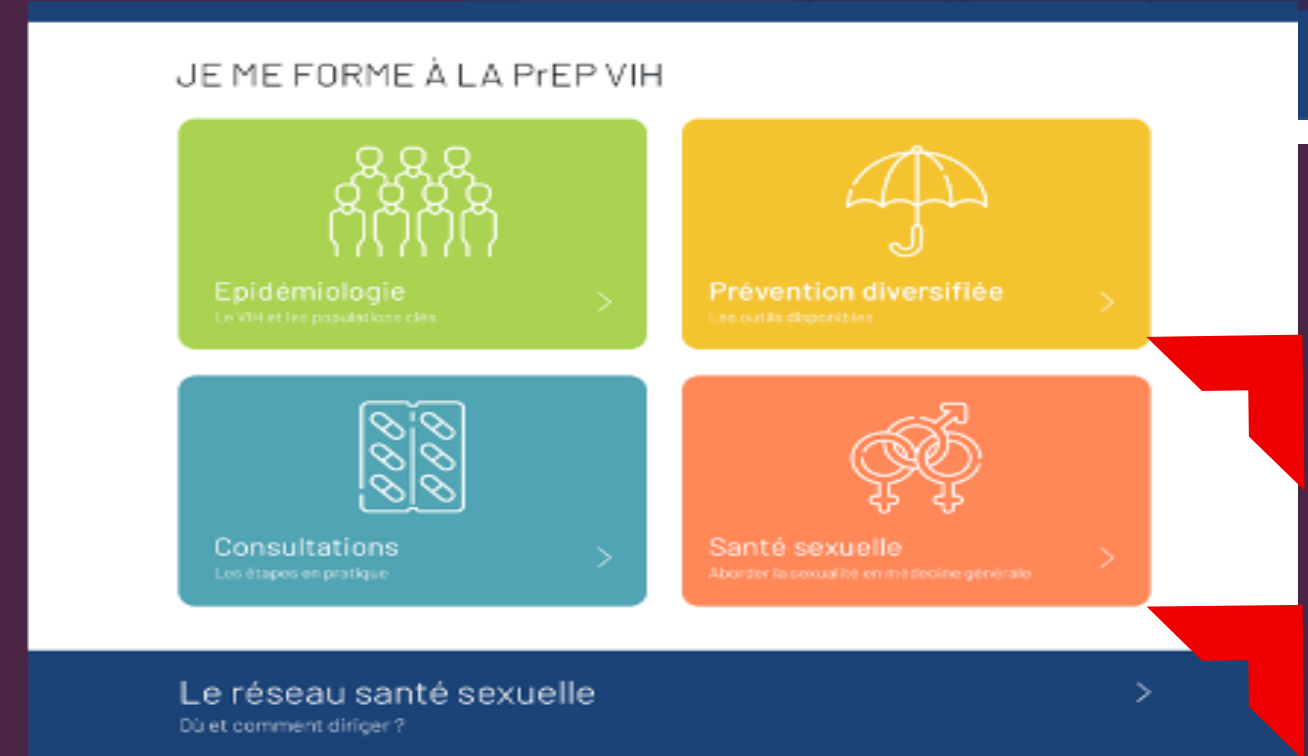 JE ME FORME À LA PrEP VIH
Epidémiologie
Le VIH et les populations clés
Prévention diversifiée
Les outils disponibles
Consultations
Les étapes en pratique
Santé sexuelle
Aborder la sexualité en médecine générale
Le réseau santé sexuelle
Où et comment diriger ?